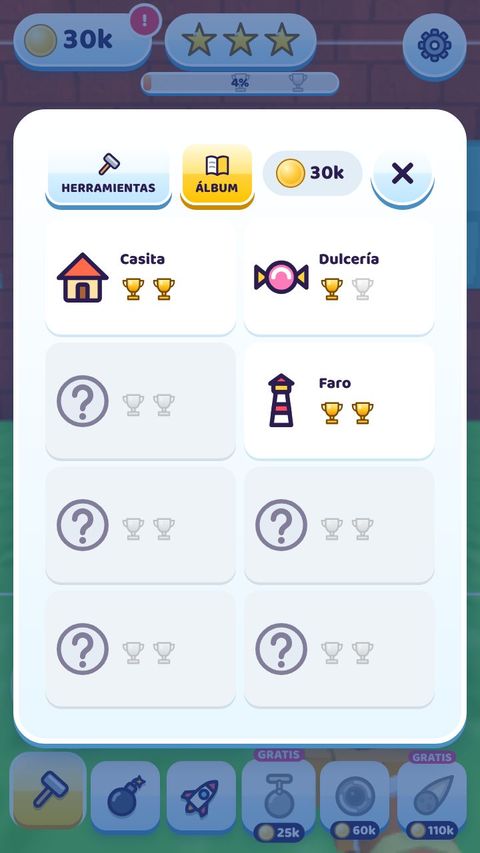 30k
!
4%
HERRAMIENTAS
ÁLBUM
30k
Casita
Dulcería
?
Faro
?
?
?
?
GRATIS
GRATIS
25k
60k
110k